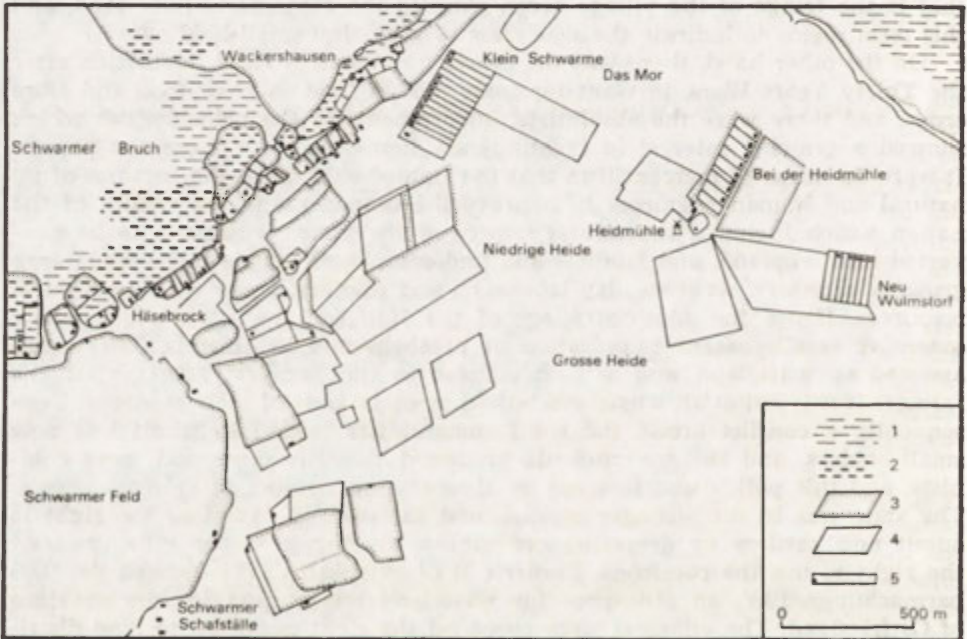 Wackershausen
Klein Schwarme
Das Mor
Schwarmer Bruch
Bei der Heidmühle
Heidmühle
Niedrige Heide
Häsebrock
Neu
Wulmstorf
Grosse Heide
Schwarmer Feld
Schwarmer
Schafställe
1
2
3
4
5
0 500 m